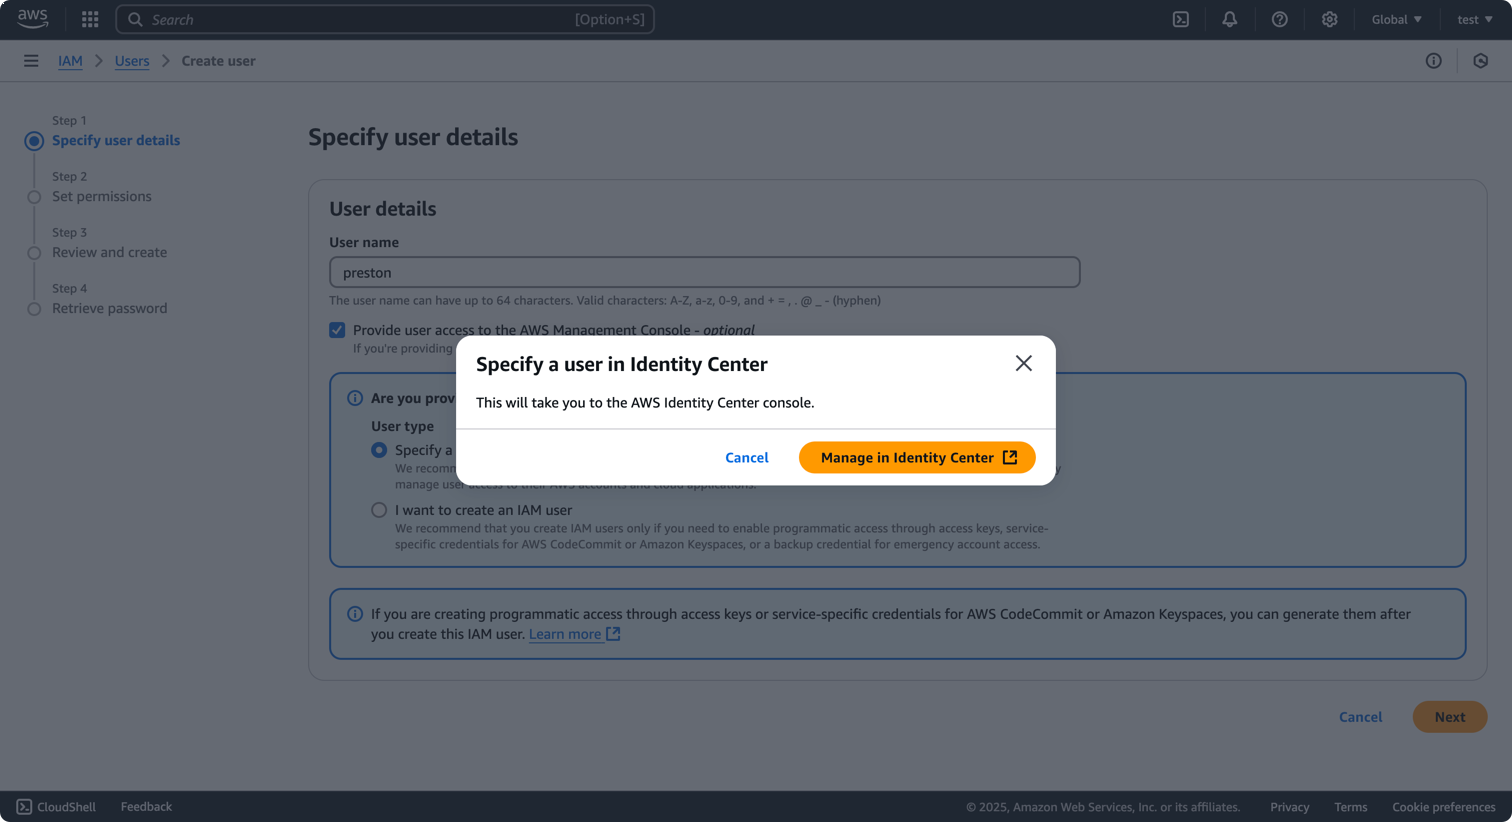 aws
Search
[Option+S]
Global
test
IAM
Users
Create user
Step 1
Specify user details
Step 2
Set permissions
Step 3
Review and create
Step 4
Retrieve password
Specify user details
User details
User name
preston
The user name can have up to 64 characters. Valid characters: A-Z, a-z, 0-9, and + = , . @ _ - (hyphen)
Provide user access to the AWS Management Console - optional
If you're providing
Specify a user in Identity Center
This will take you to the AWS Identity Center console.
Cancel
Manage in Identity Center
Are you
User type
Specify a
We
manage user access to their AWS accounts and cloud applications.
I want to create an IAM user
We recommend that you create IAM users only if you need to enable programmatic access through access keys, service-
specific credentials for AWS CodeCommit or Amazon Keyspaces, or a backup credential for emergency account access.
If you are creating programmatic access through access keys or service-specific credentials for AWS CodeCommit or Amazon Keyspaces, you can generate them after
you create this IAM user. Learn more
Cancel
Next
CloudShell
Feedback
© 2025, Amazon Web Services, Inc. or its affiliates.
Privacy
Terms
Cookie preferences